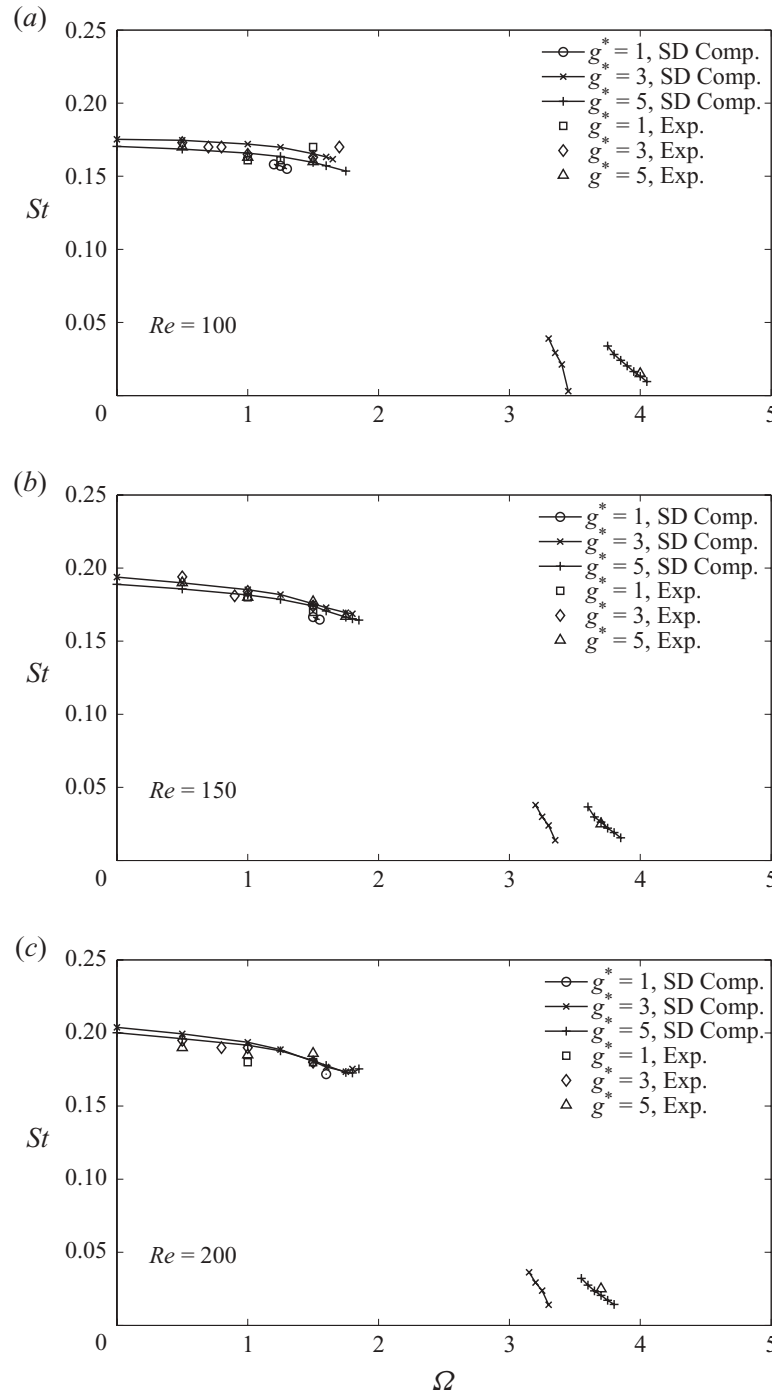 (a)
0.25
0.20
0.15
0.10
0.05
0
St
Re = 100
g* = 1, SD Comp.
g* = 3, SD Comp.
g* = 5, SD Comp.
g* = 1, Exp.
g* = 3, Exp.
g* = 5, Exp.
1 2 3 4 5
(b)
0.25
0.20
0.15
0.10
0.05
0
St
Re = 150
g* = 1, SD Comp.
g* = 3, SD Comp.
g* = 5, SD Comp.
g* = 1, Exp.
g* = 3, Exp.
g* = 5, Exp.
1 2 3 4 5
(c)
0.25
0.20
0.15
0.10
0.05
0
St
Re = 200
g* = 1, SD Comp.
g* = 3, SD Comp.
g* = 5, SD Comp.
g* = 1, Exp.
g* = 3, Exp.
g* = 5, Exp.
1 2 3 4 5
Ω